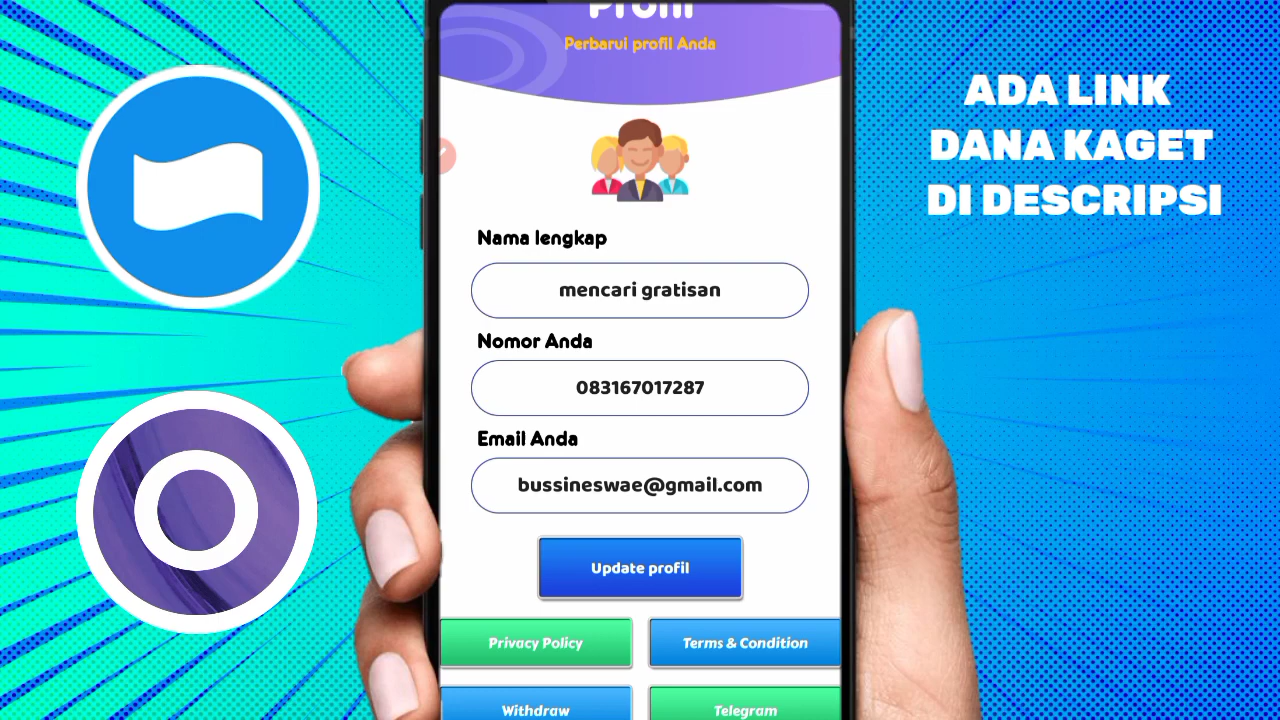 Profil
Perbarui profil Anda
ADA LINK
DANA KAGET
DI DESCRIPSI
Nama lengkap
mencari gratisan
Nomor Anda
083167017287
Email Anda
bussineswae@gmail.com
Update profil
Privacy Policy
Terms & Condition
Withdraw
Telegram